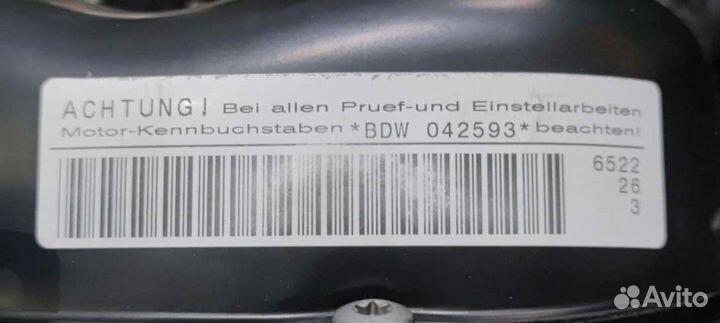 ACHTUNG! Bei allen Pruef-und Einstellarbeiten
Motor-Kennbuchstaben *BDW 042593* beachten!
6522
26
3
Avito